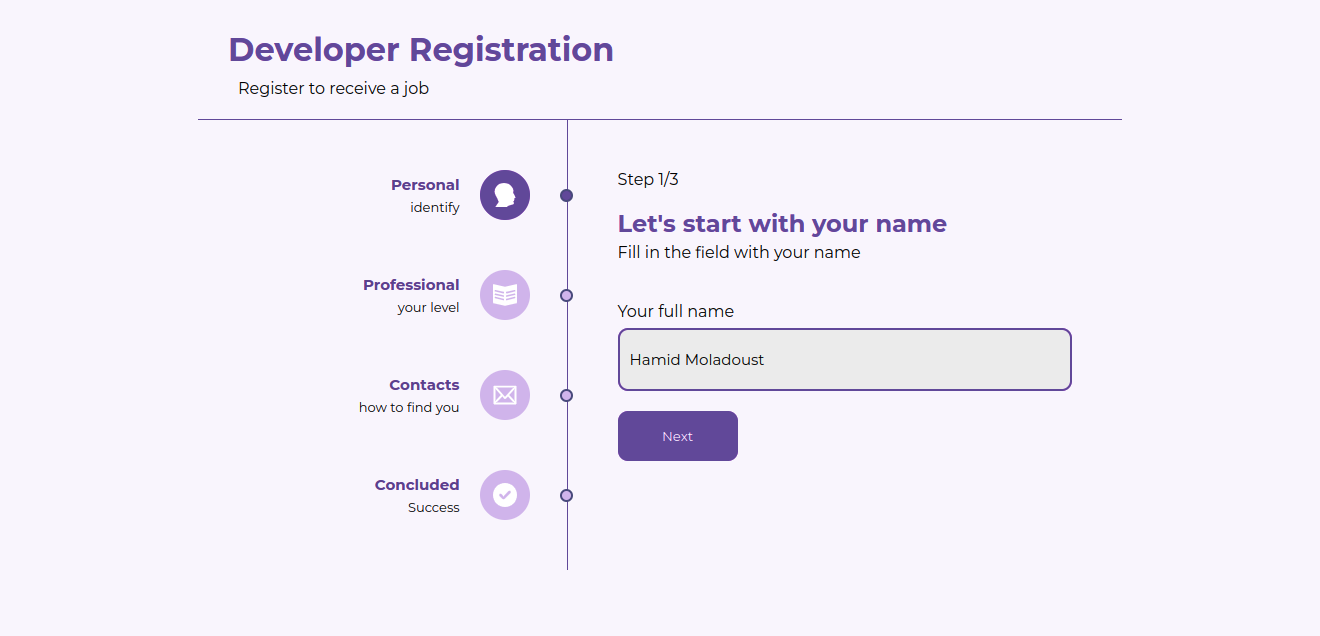 Developer Registration
Register to receive a job
Personal
identify
Professional
your level
Contacts
how to find you
Concluded
Success
Step 1/3
Let's start with your name
Fill in the field with your name
Your full name
Hamid Moladoust
Next